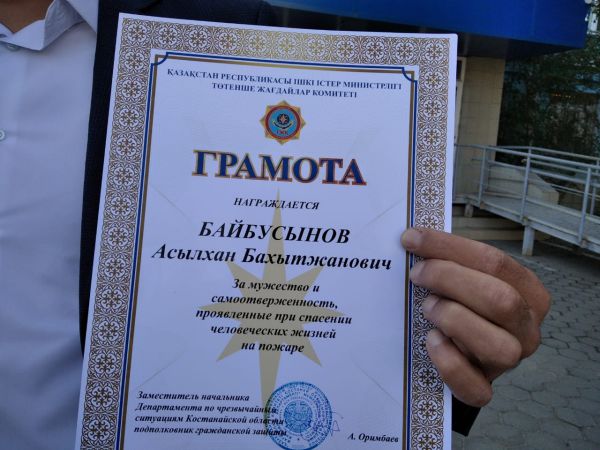 ҚАЗАҚСТАН РЕСПУБЛИКАСЫ ІШКІ ІСТЕР МИНИСТРЛІГІ
ТӨТЕНШЕ ЖАҒДАЙЛАР КОМИТЕТІ
ГРАМОТА
НАГРАЖДАЕТСЯ
БАЙБУСЫНОВ
Асылхан Бахытжанович
За мужество и
самоотверженность,
проявленные при спасении
человеческих жизней
на пожаре
Заместитель начальника
Департамента по чрезвычайным
ситуациям Костанайской области
подполковник гражданской защиты
А. Оримбаев